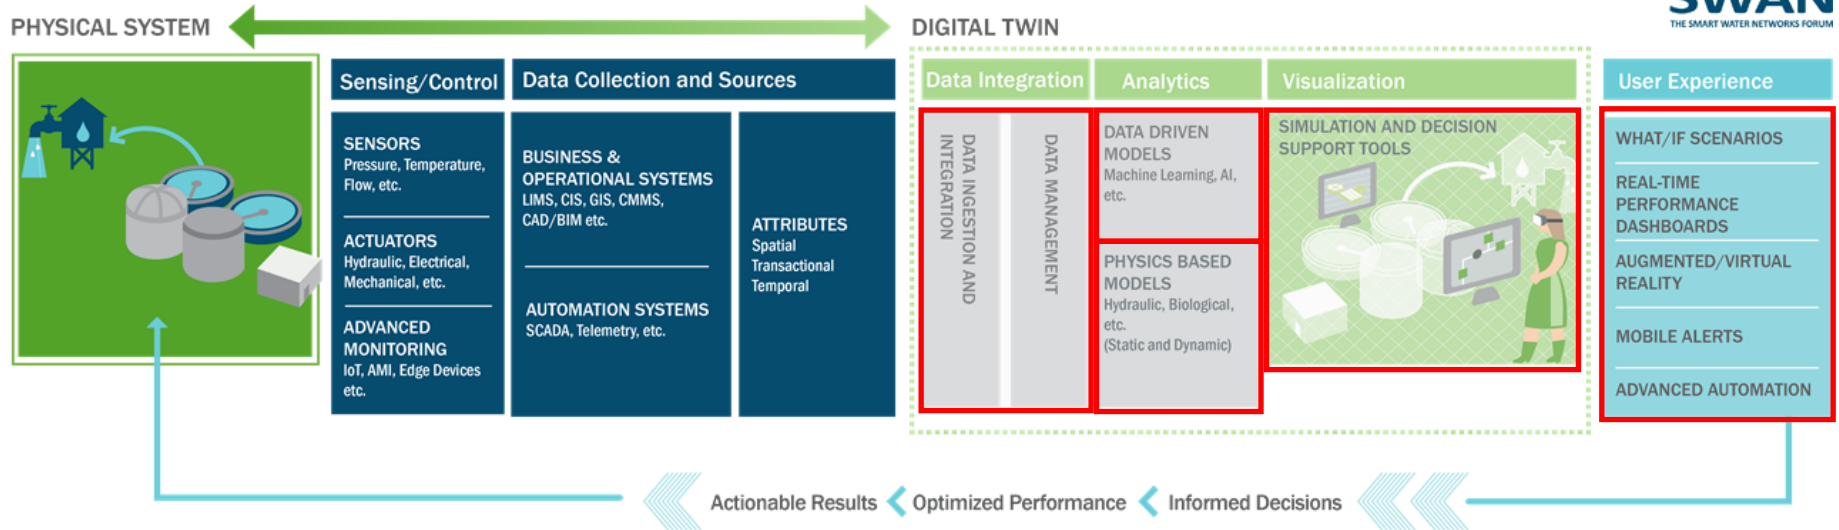 PHYSICAL SYSTEM
DIGITAL TWIN
SWAN
THE SMART WATER NETWORKS FORUM
Sensing/Control
Data Collection and Sources
Data Integration
Analytics
Visualization
User Experience
SENSORS
Pressure, Temperature,
Flow, etc.
ACTUATORS
Hydraulic, Electrical,
Mechanical, etc.
ADVANCED
MONITORING
IoT, AMI, Edge Devices
etc.
BUSINESS &
OPERATIONAL SYSTEMS
LIMS, CIS, GIS, CMMS,
CAD/BIM etc.
AUTOMATION SYSTEMS
SCADA, Telemetry, etc.
ATTRIBUTES
Spatial
Transactional
Temporal
DATA INGESTION AND
INTEGRATION
DATA MANAGEMENT
DATA DRIVEN
MODELS
Machine Learning, AI,
etc.
PHYSICS BASED
MODELS
Hydraulic, Biological,
etc.
(Static and Dynamic)
SIMULATION AND DECISION
SUPPORT TOOLS
WHAT/IF SCENARIOS
REAL-TIME
PERFORMANCE
DASHBOARDS
AUGMENTED/VIRTUAL
REALITY
MOBILE ALERTS
ADVANCED AUTOMATION
Actionable Results
Optimized Performance
Informed Decisions